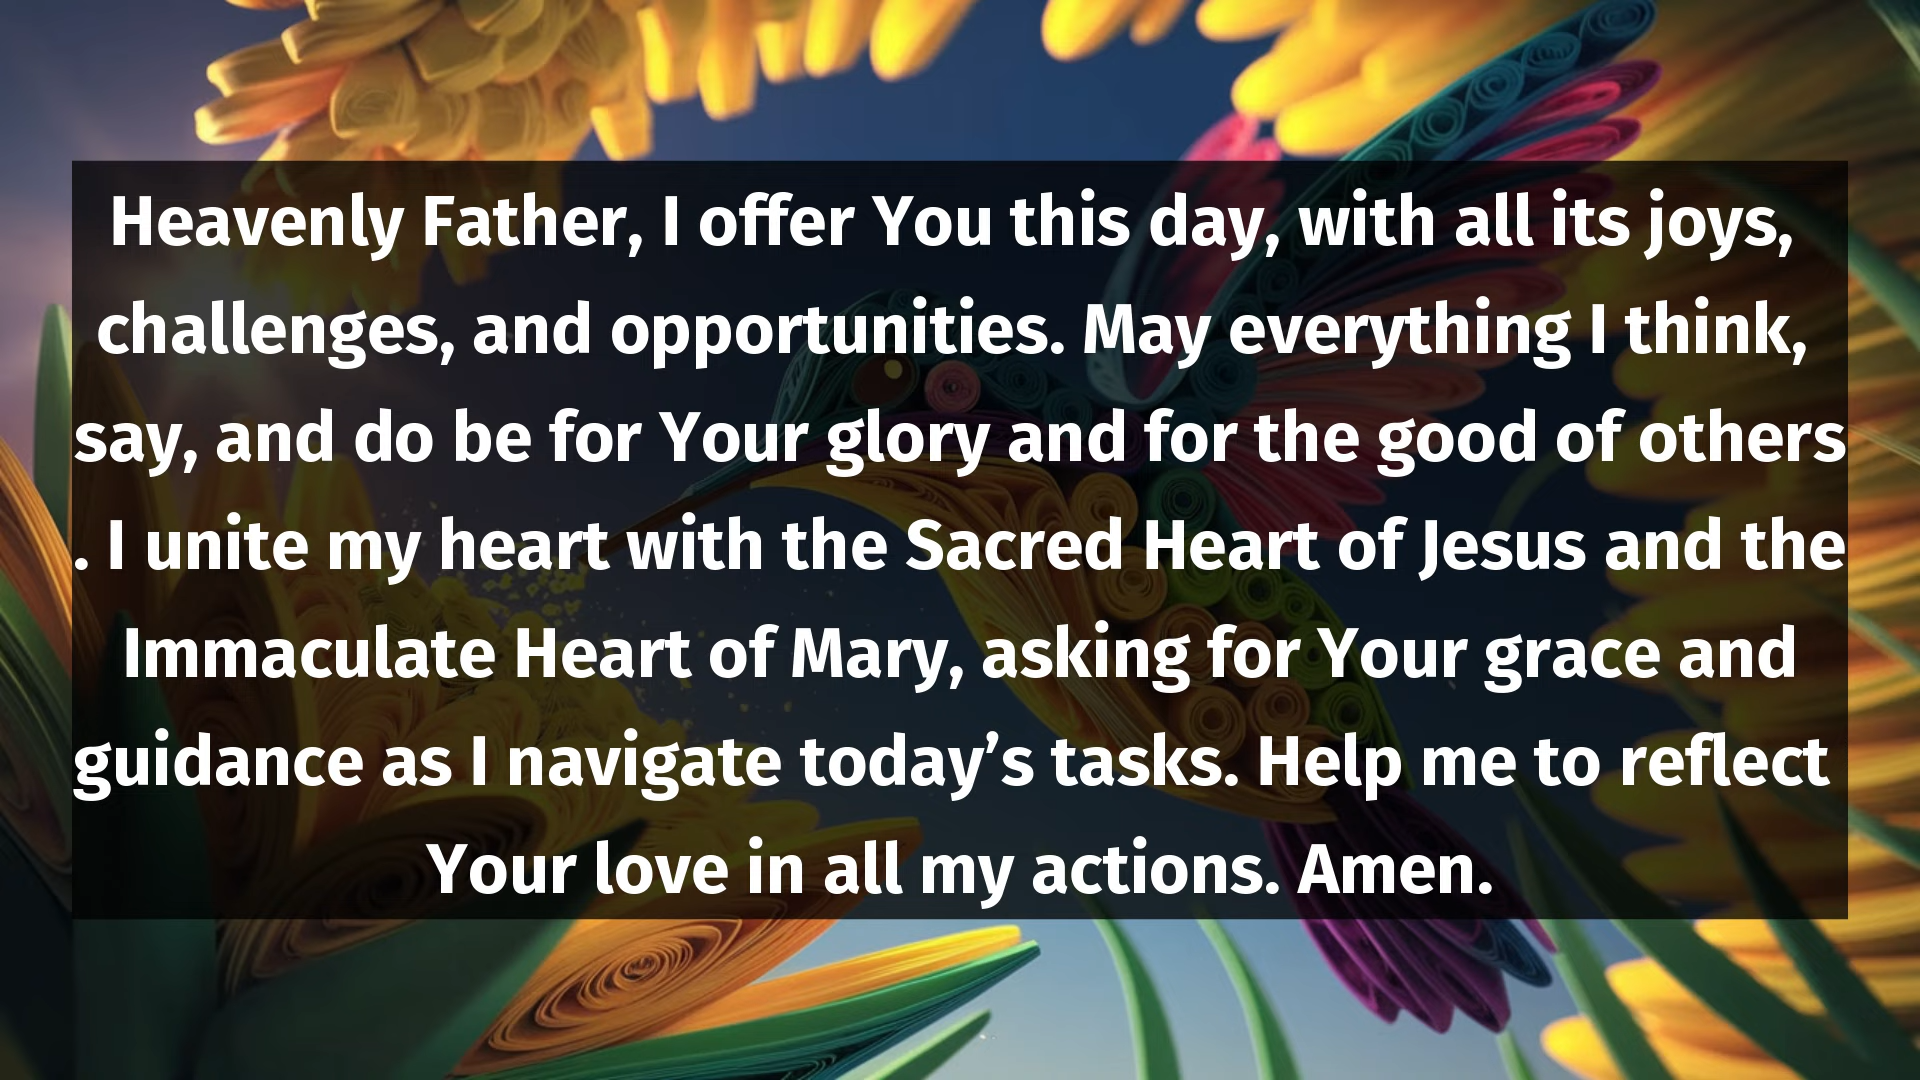 Heavenly Father, I offer You this day, with all its joys,
challenges, and opportunities. May everything I think,
say, and do be for Your glory and for the good of others
. I unite my heart with the Sacred Heart of Jesus and the
Immaculate Heart of Mary, asking for Your grace and
guidance as I navigate today’s tasks. Help me to reflect
Your love in all my actions. Amen.